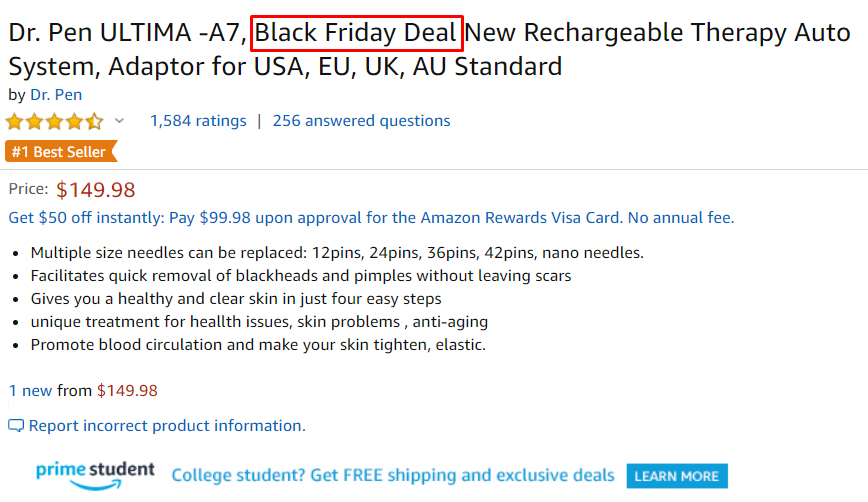 Dr. Pen ULTIMA -A7, Black Friday Deal New Rechargeable Therapy Auto
System, Adaptor for USA, EU, UK, AU Standard
by Dr. Pen
1,584 ratings | 256 answered questions
#1 Best Seller
Price: $149.98
Get $50 off instantly: Pay $99.98 upon approval for the Amazon Rewards Visa Card. No annual fee.
• Multiple size needles can be replaced: 12pins, 24pins, 36pins, 42pins, nano needles.
• Facilitates quick removal of blackheads and pimples without leaving scars
• Gives you a healthy and clear skin in just four easy steps
• unique treatment for heallth issues, skin problems , anti-aging
• Promote blood circulation and make your skin tighten, elastic.
1 new from $149.98
Report incorrect product information.
prime student College student? Get FREE shipping and exclusive deals LEARN MORE